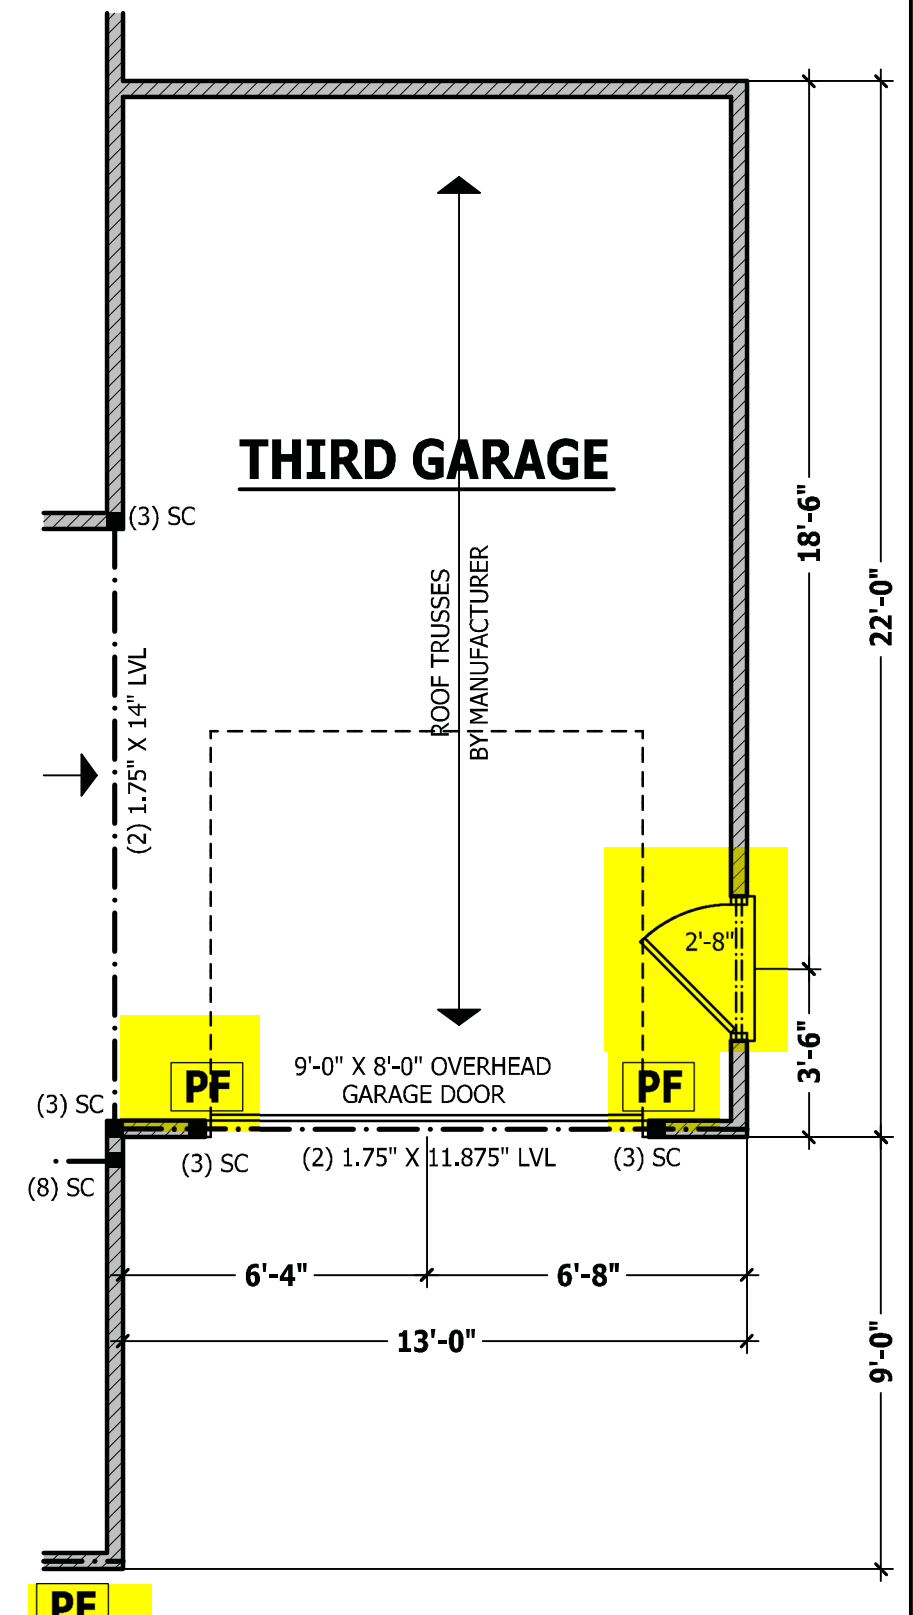 THIRD GARAGE
(3) SC
18'-6"
22'-0"
ROOF TRUSSES
BY MANUFACTURER
(2) 1.75" X 14" LVL
2'-8"
3'-6"
9'-0" X 8'-0" OVERHEAD
GARAGE DOOR
PF
PF
(3) SC
(3) SC
(2) 1.75" X 11.875" LVL
(3) SC
(8) SC
6'-4"
6'-8"
13'-0"
9'-0"
PF